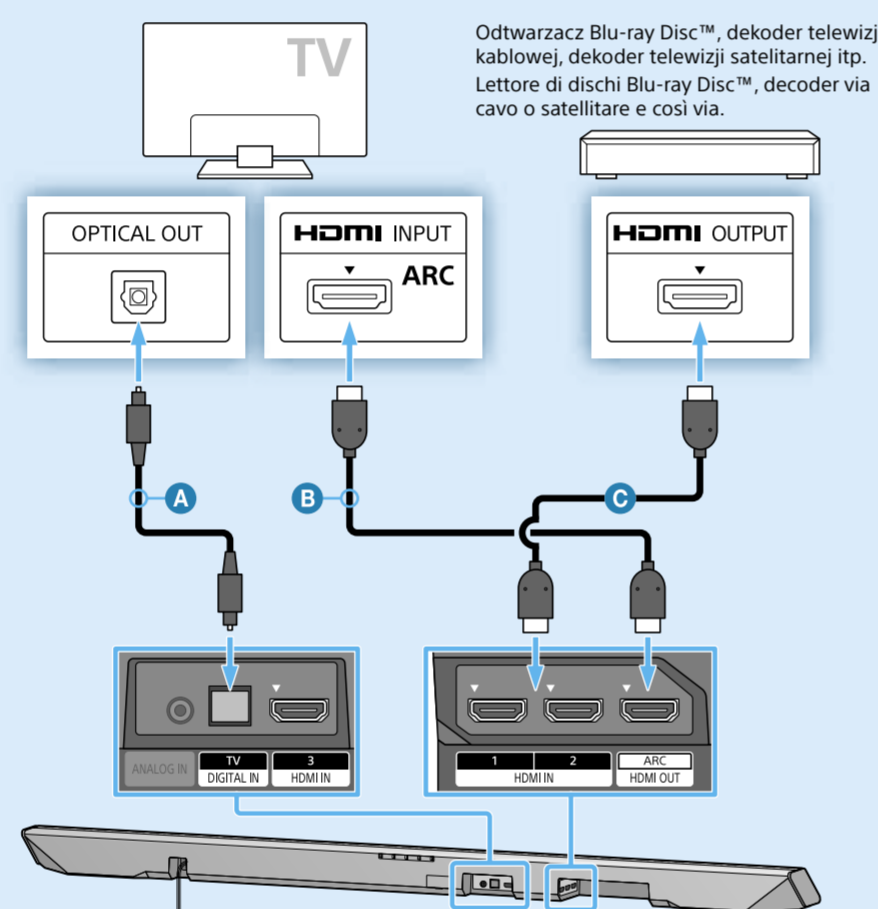 TV
Odtwarzacz Blu-ray Disc™, dekoder telewizj
kablowej, dekoder telewizji satelitarnej itp.
Lettore di dischi Blu-ray Disc™, decoder via
cavo o satellitare e così via.
OPTICAL OUT
HDMI INPUT
ARC
HDMI OUTPUT
A
B
C
ANALOG IN
TV
DIGITAL IN
3
HDMI IN
1
2
HDMI IN
ARC
HDMI OUT